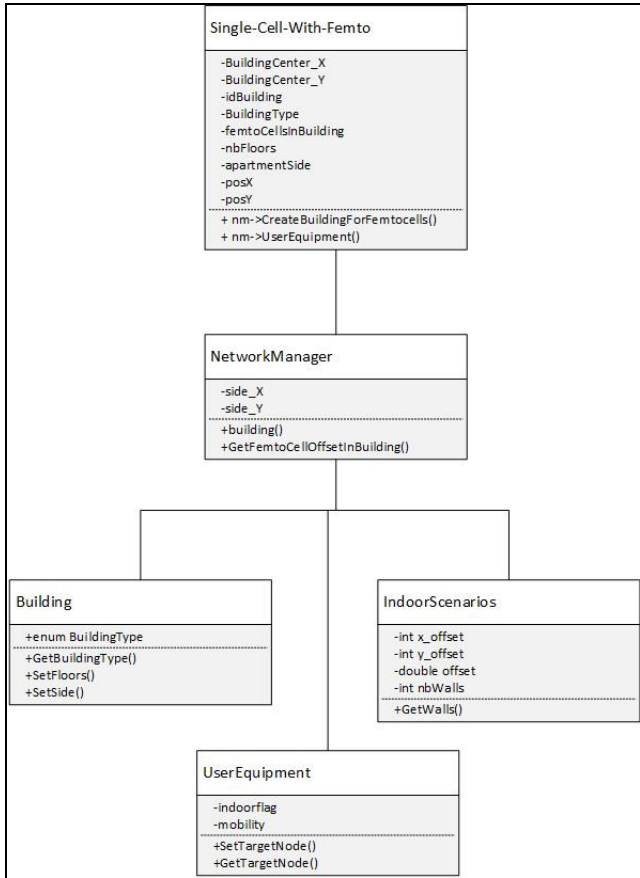 Single-Cell-With-Femto
-BuildingCenter_X
-BuildingCenter_Y
-idBuilding
-BuildingType
-femtoCellsInBuilding
-nbFloors
-apartmentSide
-posX
-posY
+ nm->CreateBuildingForFemtocells()
+ nm->UserEquipment()
NetworkManager
-side_X
-side_Y
+building()
+GetFemtoCellOffsetInBuilding()
Building
+enum BuildingType
+GetBuildingType()
+SetFloors()
+SetSide()
IndoorScenarios
-int x_offset
-int y_offset
-double offset
-int nbWalls
+GetWalls()
UserEquipment
-indoorflag
-mobility
+SetTargetNode()
+GetTargetNode()